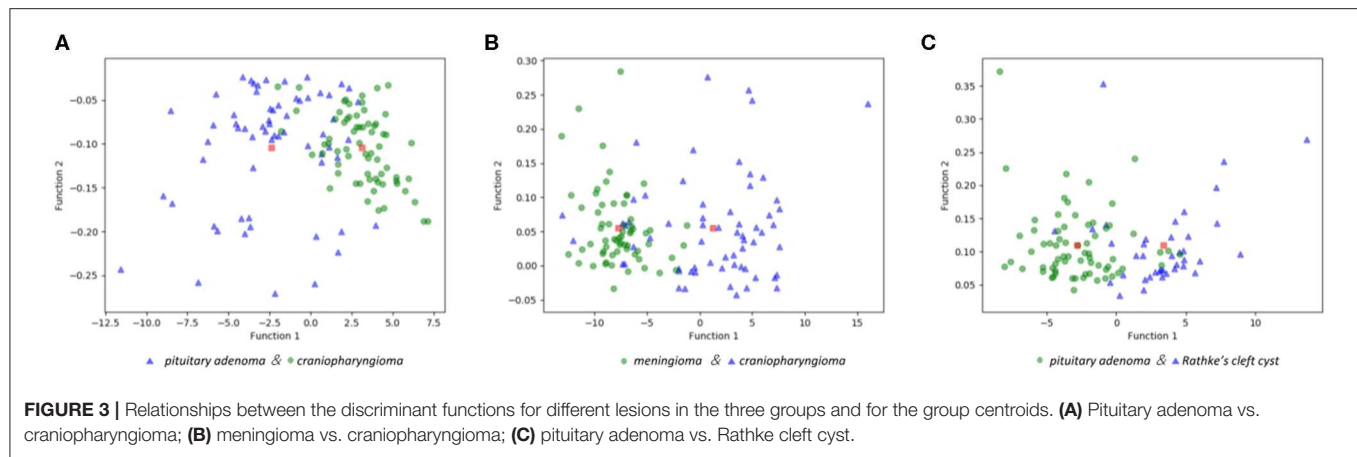 A
B
C
−0.05
−0.10
−0.15
−0.20
−0.25
Function 2
−12.5 −10.0 −7.5 −5.0 −2.5 0.0 2.5 5.0 7.5
Function 1
pituitary adenoma & craniopharyngioma
0.30
0.25
0.20
0.15
0.10
0.05
0.00
−0.05
Function 2
−10 −5 0 5 10 15
Function 1
meningioma & craniopharyngioma
0.35
0.30
0.25
0.20
0.15
0.10
0.05
Function 2
−5 0 5 10
Function 1
pituitary adenoma & Rathke's cleft cyst
FIGURE 3 | Relationships between the discriminant functions for different lesions in the three groups and for the group centroids. (A) Pituitary adenoma vs.
craniopharyngioma; (B) meningioma vs. craniopharyngioma; (C) pituitary adenoma vs. Rathke cleft cyst.